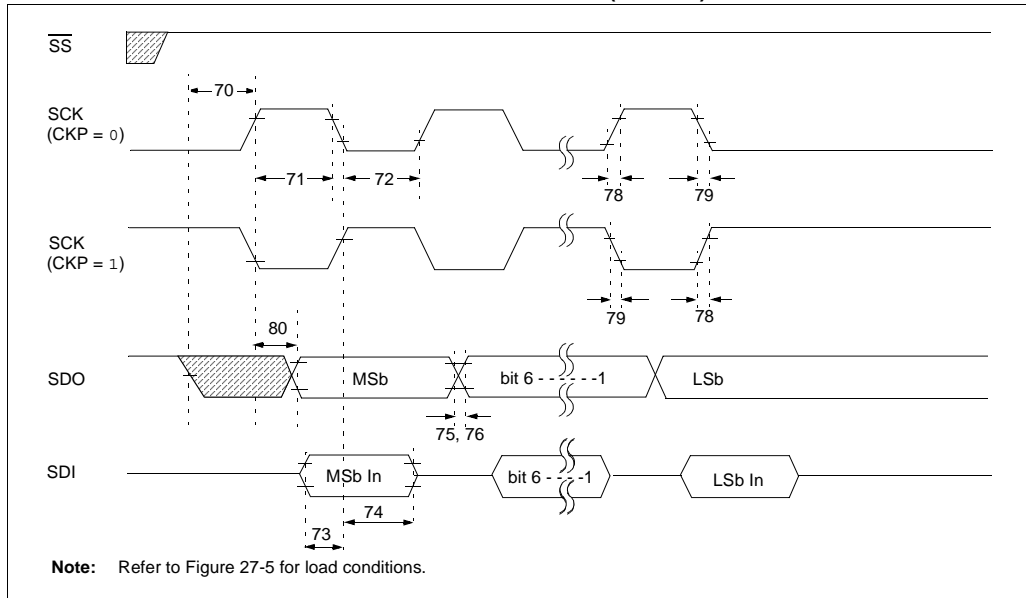 SS
70
SCK
(CKP = 0)
71
72
78
79
SCK
(CKP = 1)
79
78
80
SDO
MSb
bit 6 - - - - - -1
LSb
75, 76
SDI
MSb In
bit 6 - - - - -1
LSb In
74
73
Note: Refer to Figure 27-5 for load conditions.